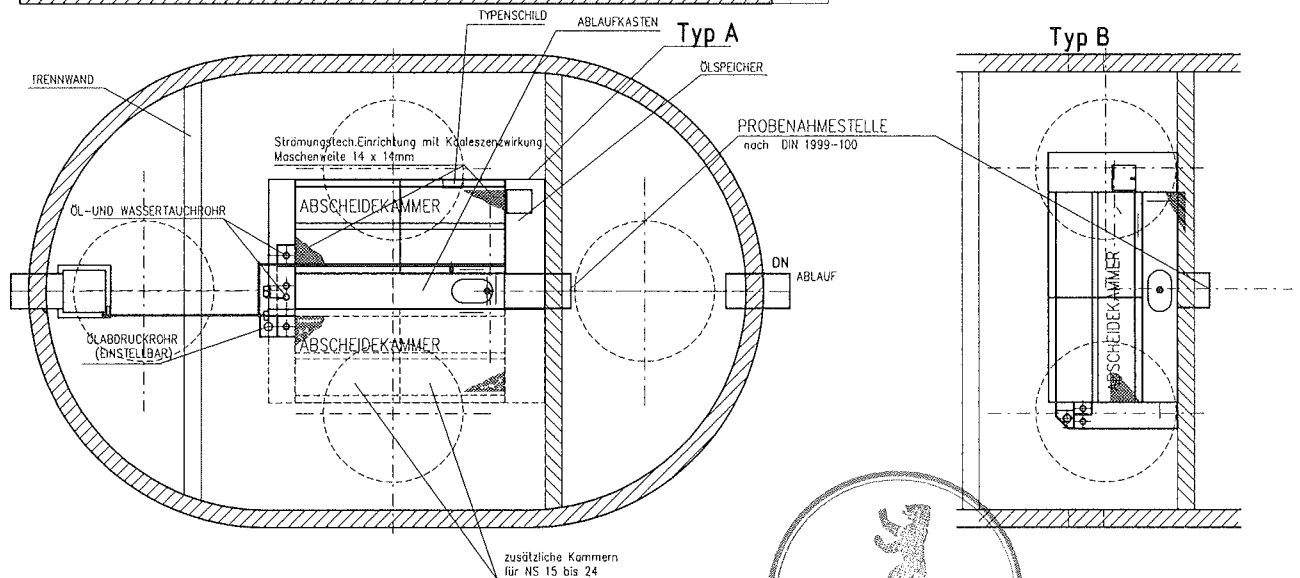 TYPENSCHILD
ABLAUFKASTEN
Typ A
Typ B
ÖLSPEICHER
TRENNWAND
PROBENAHMESTELLE
nach DIN 1999-100
Strömungstech.Einrichtung mit Koaleszenzwirkung
Maschenweite 14 x 14mm
ÖL-UND WASSERTAUCHROHR
ABSCHEIDEKAMMER
DN
ABLAUF
ÖLABDRUCKROHR
(EINSTELLBAR)
ABSCHEIDEKAMMER
ABSCHEIDEKAMMER
zusätzliche Kammern
für NS 15 bis 24